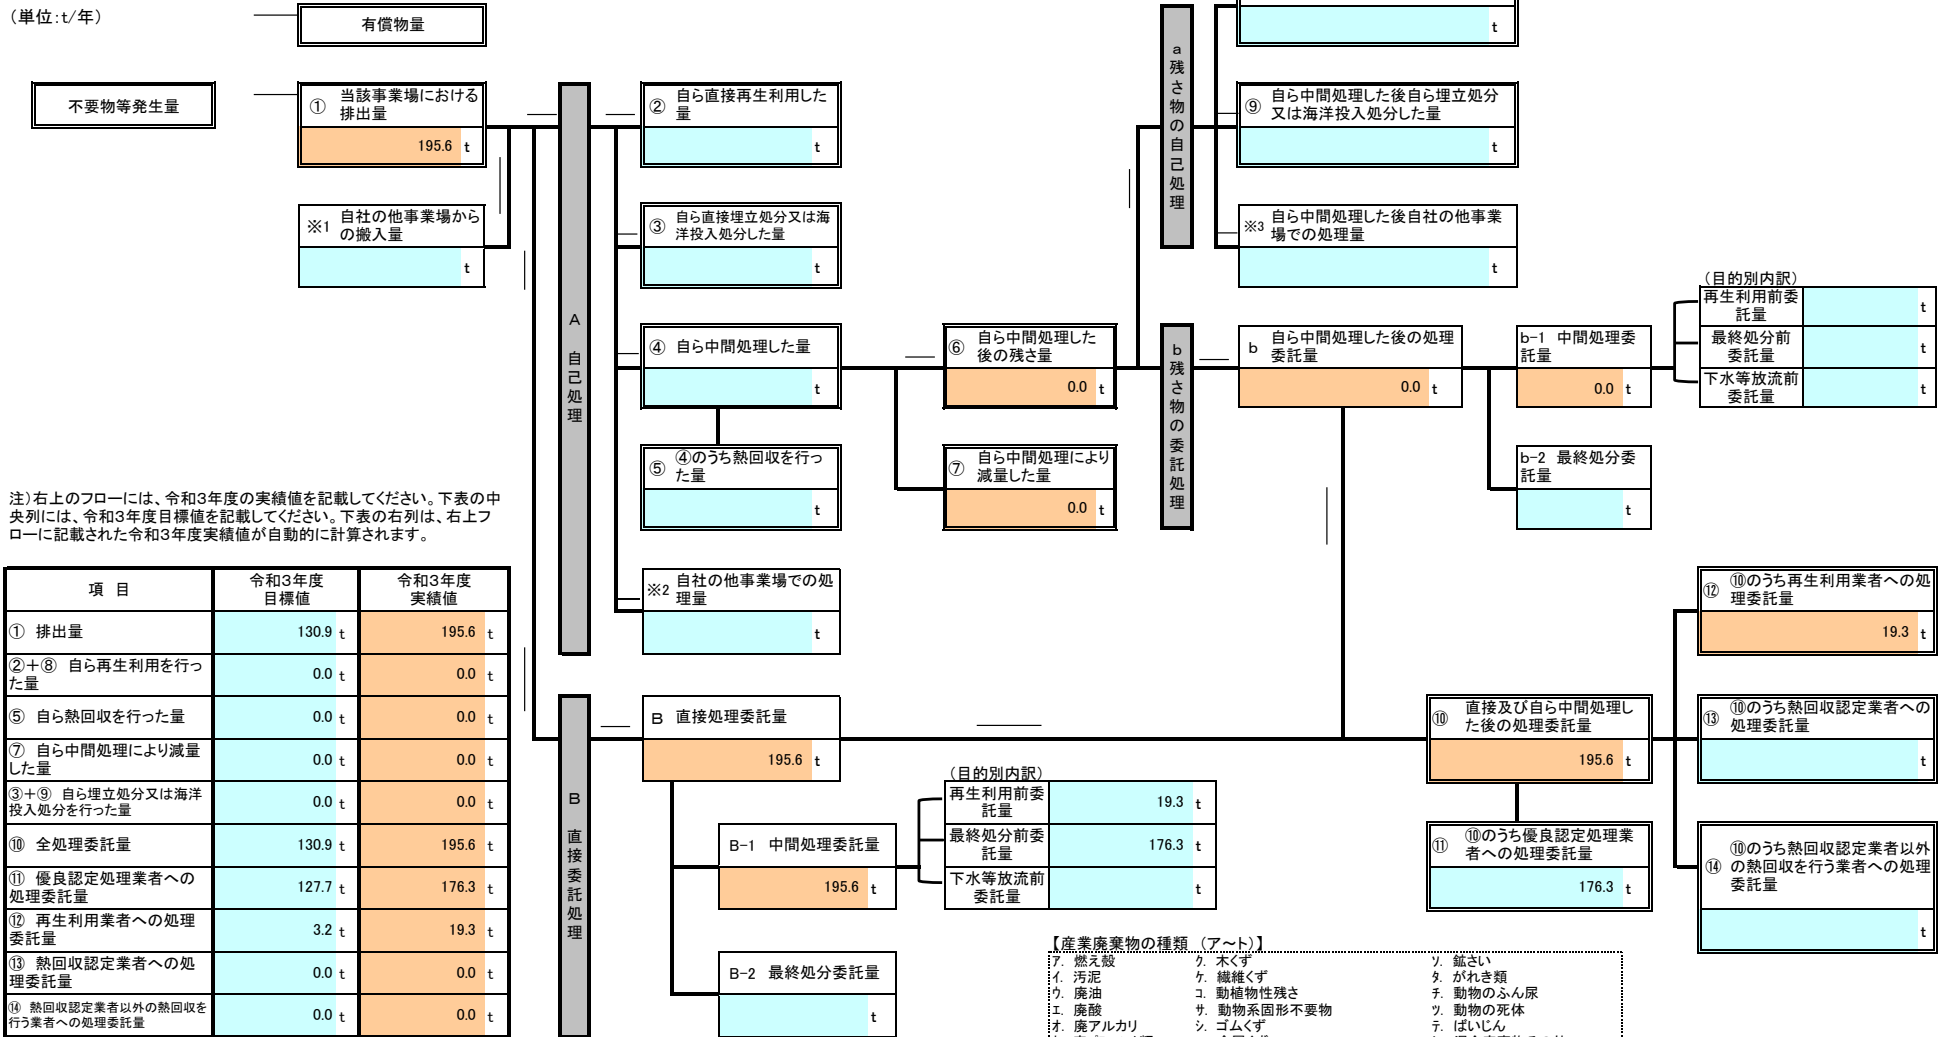 (単位:t/年)
有償物量
t
不要物等発生量
① 当該事業場における
排出量
195.6 t
※1 自社の他事業場から
の搬入量
t
A 自己処理
② 自ら直接再生利用した
量
t
③ 自ら直接埋立処分又は海
洋投入処分した量
t
④ 自ら中間処理した量
t
⑤ ④のうち熱回収を行っ
た量
t
※2 自社の他事業場での処
理量
t
⑥ 自ら中間処理した
後の残さ量
0.0 t
⑦ 自ら中間処理により
減量した量
0.0 t
a 残さ物の自己処理
⑨ 自ら中間処理した後自ら埋立処分
又は海洋投入処分した量
t
※3 自ら中間処理した後自社の他事業
場での処理量
t
b 残さ物の委託処理
b 自ら中間処理した後の処理
委託量
0.0 t
b-1 中間処理委
託量
0.0 t
b-2 最終処分委
託量
t
(目的別内訳)
再生利用前委
託量
t
最終処分前
委託量
t
下水等放流前
委託量
t
注)右上のフローには、令和3年度の実績値を記載してください。下表の中
央列には、令和3年度目標値を記載してください。下表の右列は、右上フ
ローに記載された令和3年度実績値が自動的に計算されます。
項 目
令和3年度
目標値
令和3年度
実績値
① 排出量 130.9 t 195.6 t
②+⑧ 自ら再生利用を行っ
た量 0.0 t 0.0 t
⑤ 自ら熱回収を行った量 0.0 t 0.0 t
⑦ 自ら中間処理により減量
した量 0.0 t 0.0 t
③+⑨ 自ら埋立処分又は海洋
投入処分を行った量 0.0 t 0.0 t
⑩ 全処理委託量 130.9 t 195.6 t
⑪ 優良認定処理業者への
処理委託量 127.7 t 176.3 t
⑫ 再生利用業者への処理
委託量 3.2 t 19.3 t
⑬ 熱回収認定業者への処
理委託量 0.0 t 0.0 t
⑭ 熱回収認定業者以外の熱回収を
行う業者への処理委託量 0.0 t 0.0 t
B 直接委託処理
B 直接処理委託量
195.6 t
B-1 中間処理委託量
195.6 t
B-2 最終処分委託量
t
(目的別内訳)
再生利用前委
託量
19.3 t
最終処分前委
託量
176.3 t
下水等放流前
委託量
t
⑩ 直接及び自ら中間処理し
た後の処理委託量
195.6 t
⑪ ⑩のうち優良認定処理業
者への処理委託量
176.3 t
⑫ ⑩のうち再生利用業者への処
理委託量
19.3 t
⑬ ⑩のうち熱回収認定業者への
処理委託量
t
⑭ ⑩のうち熱回収認定業者以外
の熱回収を行う業者への処理
委託量
t
【産業廃棄物の種類 (ア~ト)】
ア. 燃え殻 ク. 木くず ソ. 鉱さい
イ. 汚泥 ケ. 繊維くず タ. がれき類
ウ. 廃油 コ. 動植物性残さ チ. 動物のふん尿
エ. 廃酸 サ. 動物系固形不要物 ツ. 動物の死体
オ. 廃アルカリ シ. ゴムくず テ. ばいじん